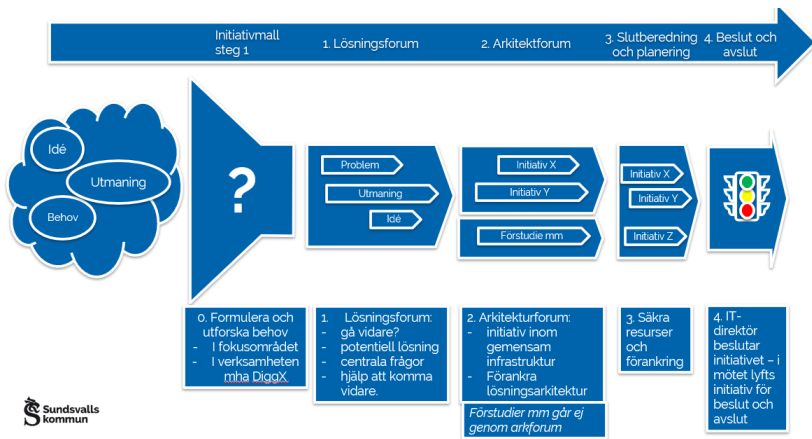 Initiativmall
steg 1
1. Lösningsforum
2. Arkitektforum
3. Slutberedning
och planering
4. Beslut och
avslut
Idé
Utmaning
Behov
?
Problem
Utmaning
Idé
Initiativ X
Initiativ Y
Förstudie mm
Initiativ X
Initiativ Y
Initiativ Z
0. Formulera och
utforska behov
- I fokusområdet
- I verksamheten
mha DiggX
1. Lösningsforum:
- gå vidare?
- potentiell lösning
- centrala frågor
- hjälp att komma
vidare.
2. Arkitekturforum:
- initiativ inom
gemensam
infrastruktur
- Förankra
lösningsarkitektur
Förstudier mm går ej
genom arkforum
3. Säkra
resurser
och
förankring
4. IT-
direktör
beslutar
initiativet – i
mötet lyfts
initiativ för
beslut och
avslut
Sundsvalls
kommun